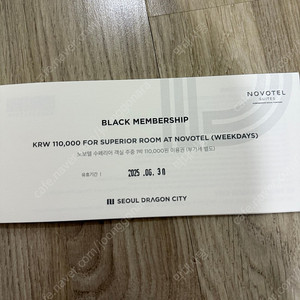 NOVOTEL
SUITES
BLACK MEMBERSHIP
KRW 110,000 FOR SUPERIOR ROOM AT NOVOTEL (WEEKDAYS)
노보텔 수페리어 객실 주중 1박 110,000원 이용권 (부가세 별도)
유효기간 : 2025 .06. 30
SEOUL DRAGON CITY